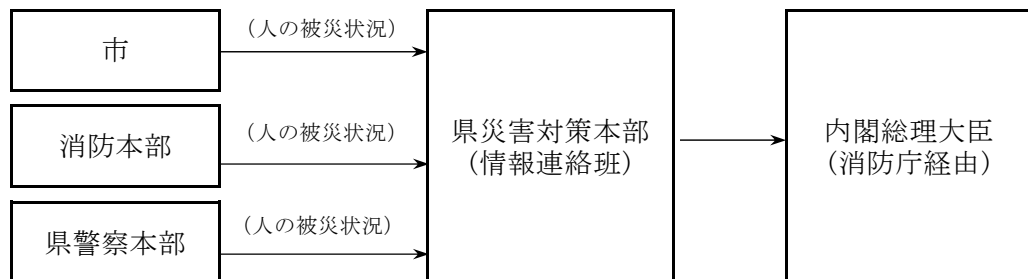 市
(人の被災状況)
消防本部
(人の被災状況)
県警察本部
(人の被災状況)
県災害対策本部
(情報連絡班)
内閣総理大臣
(消防庁経由)